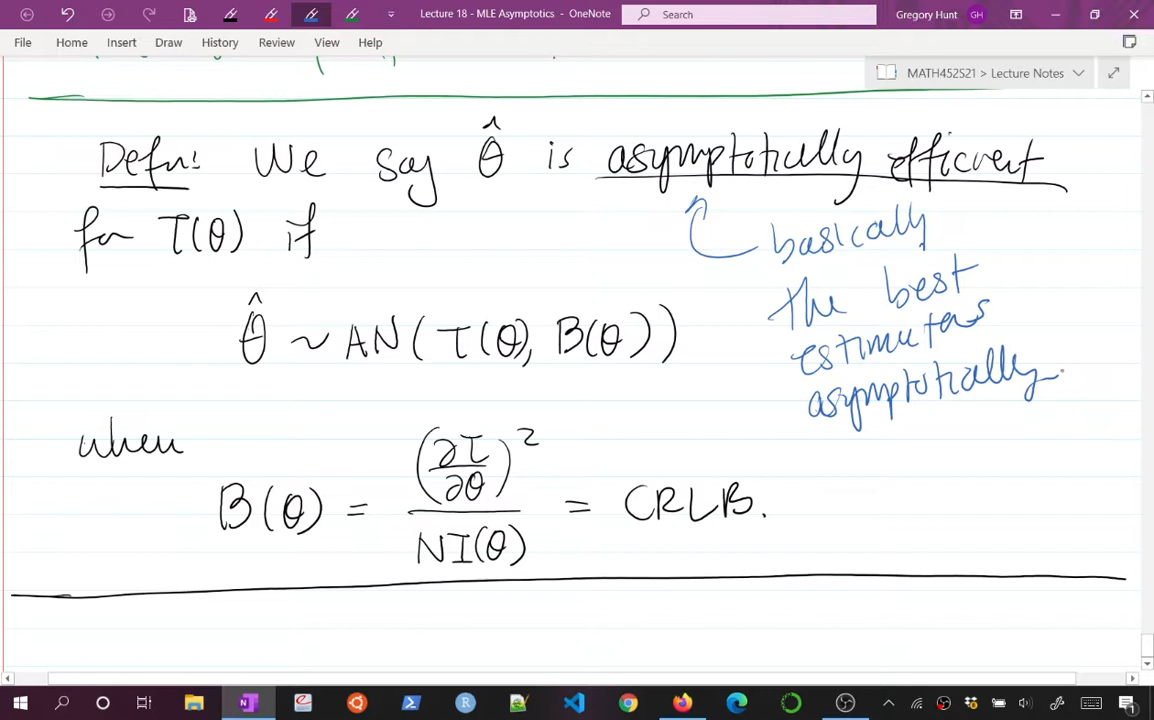 Lecture 18 - MLE Asymptotics - OneNote
Search
Gregory Hunt
GH
File Home Insert Draw History Review View Help
MATH452S21 > Lecture Notes
Defn: We say θ̂ is asymptotically efficient
for T(θ) if
basically
the best
estimators
asymptotically.
θ̂ ~ AN( T(θ), B(θ))
when
B(θ) = (∂T/∂θ)² / NI(θ) = CRLB.